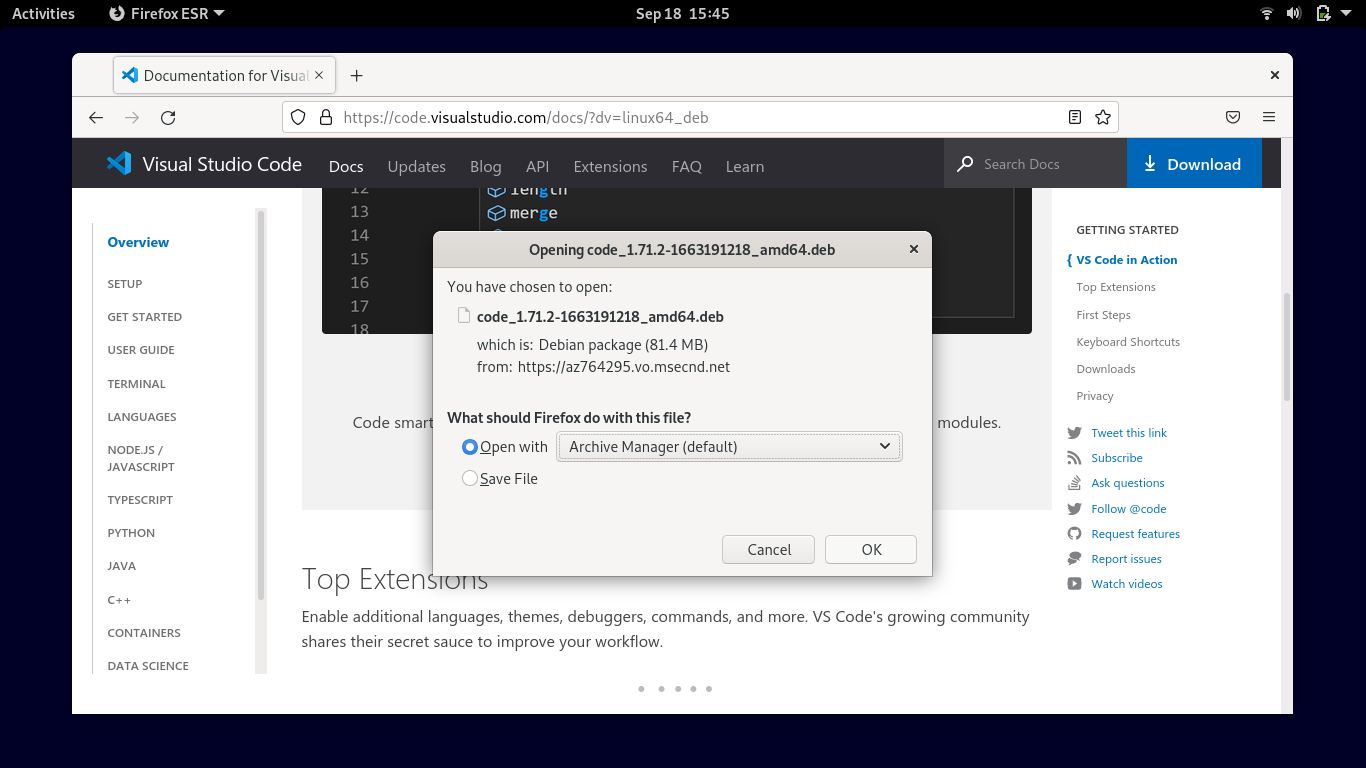 Activities
Firefox ESR
Sep 18 15:45
Documentation for Visual
https://code.visualstudio.com/docs/?dv=linux64_deb
Visual Studio Code
Docs
Updates
Blog
API
Extensions
FAQ
Learn
Search Docs
Download
Overview
SETUP
GET STARTED
USER GUIDE
TERMINAL
LANGUAGES
NODE.JS /
JAVASCRIPT
TYPESCRIPT
PYTHON
JAVA
C++
CONTAINERS
DATA SCIENCE
12
length
13
merge
14
15
16
17
18
Opening code_1.71.2-1663191218_amd64.deb
You have chosen to open:
code_1.71.2-1663191218_amd64.deb
which is: Debian package (81.4 MB)
from: https://az764295.vo.msecnd.net
What should Firefox do with this file?
Open with
Archive Manager (default)
Save File
Cancel
OK
Code smart
modules.
Top Extensions
Enable additional languages, themes, debuggers, commands, and more. VS Code's growing community
shares their secret sauce to improve your workflow.
GETTING STARTED
VS Code in Action
Top Extensions
First Steps
Keyboard Shortcuts
Downloads
Privacy
Tweet this link
Subscribe
Ask questions
Follow @code
Request features
Report issues
Watch videos